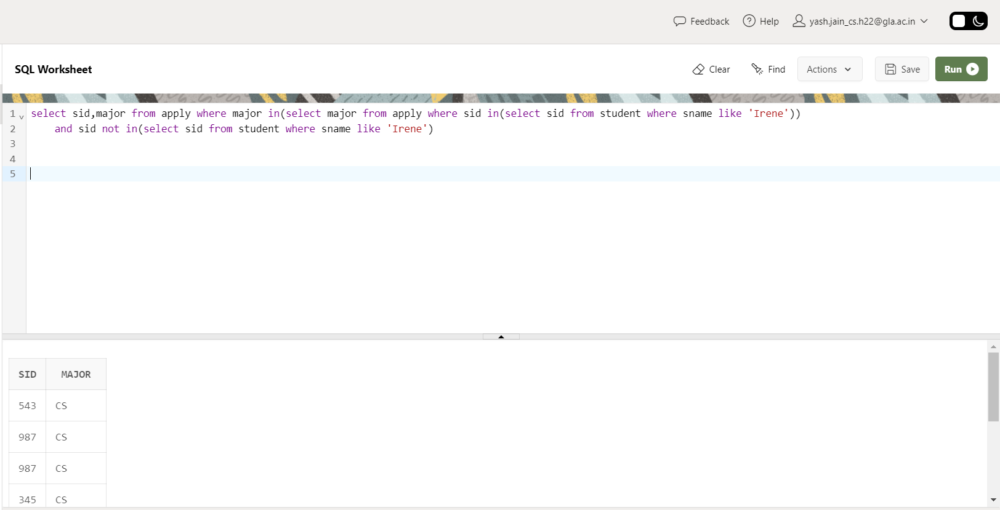 Feedback Help yash.jain_cs.h22@gla.ac.in
SQL Worksheet Clear Find Actions Save Run
1 select sid,major from apply where major in(select major from apply where sid in(select sid from student where sname like 'Irene'))
2 and sid not in(select sid from student where sname like 'Irene')
3
4
5
SID MAJOR
543 CS
987 CS
987 CS
345 CS